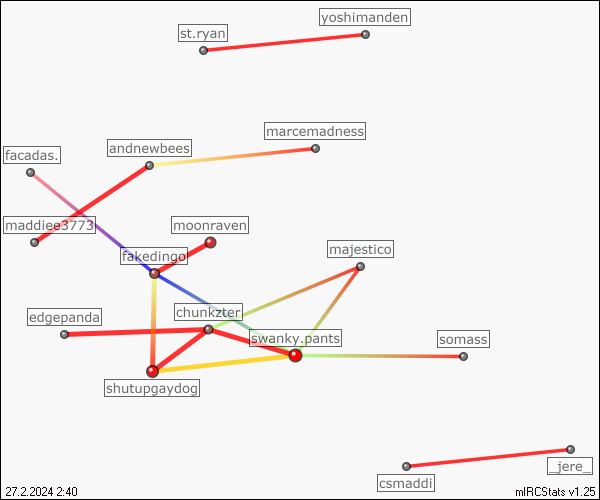 yoshimanden
st.ryan
marcemadness
andnewbees
facadas.
maddiee3773
moonraven
majestico
fakedingo
chunkzter
edgepanda
swanky.pants
somass
shutupgaydog
_jere_
csmaddi
27.2.2024 2:40
mIRCStats v1.25